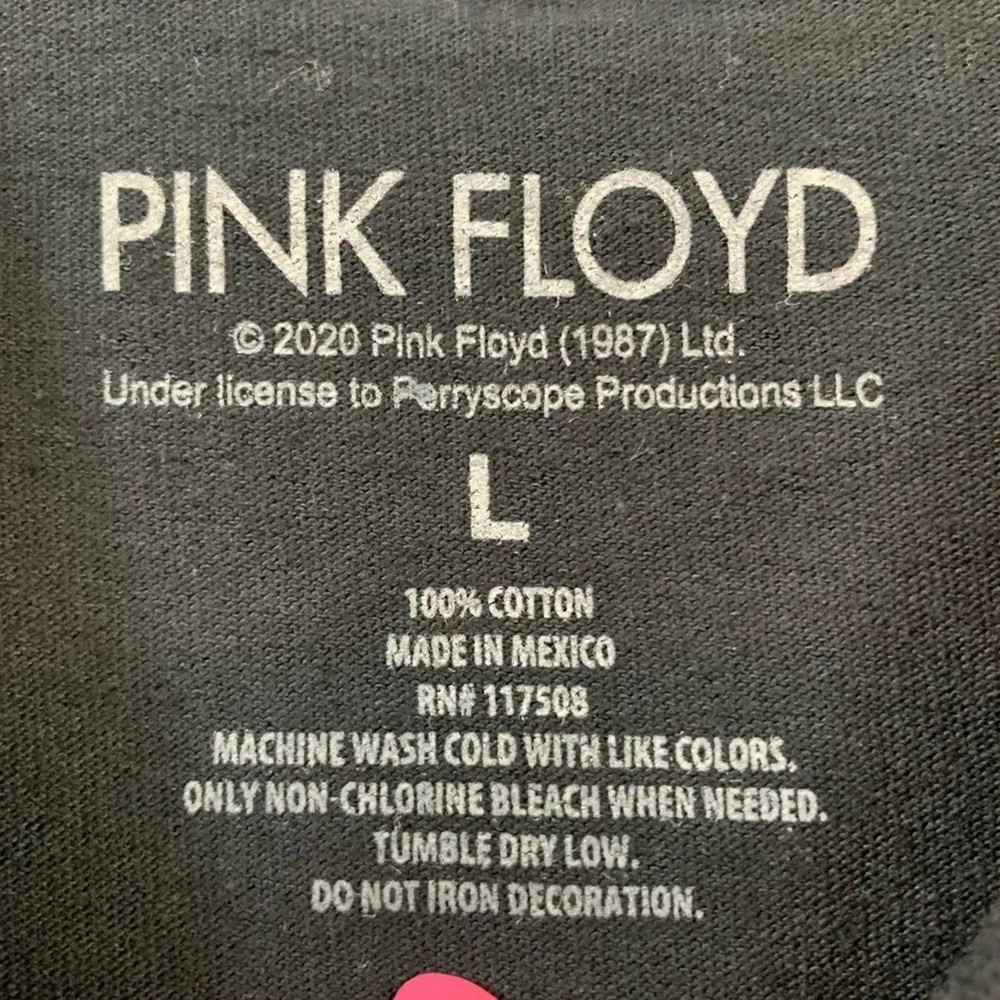 PINK FLOYD
© 2020 Pink Floyd (1987) Ltd.
Under license to Perryscope Productions LLC
L
100% COTTON
MADE IN MEXICO
RN# 117508
MACHINE WASH COLD WITH LIKE COLORS.
ONLY NON-CHLORINE BLEACH WHEN NEEDED.
TUMBLE DRY LOW.
DO NOT IRON DECORATION.